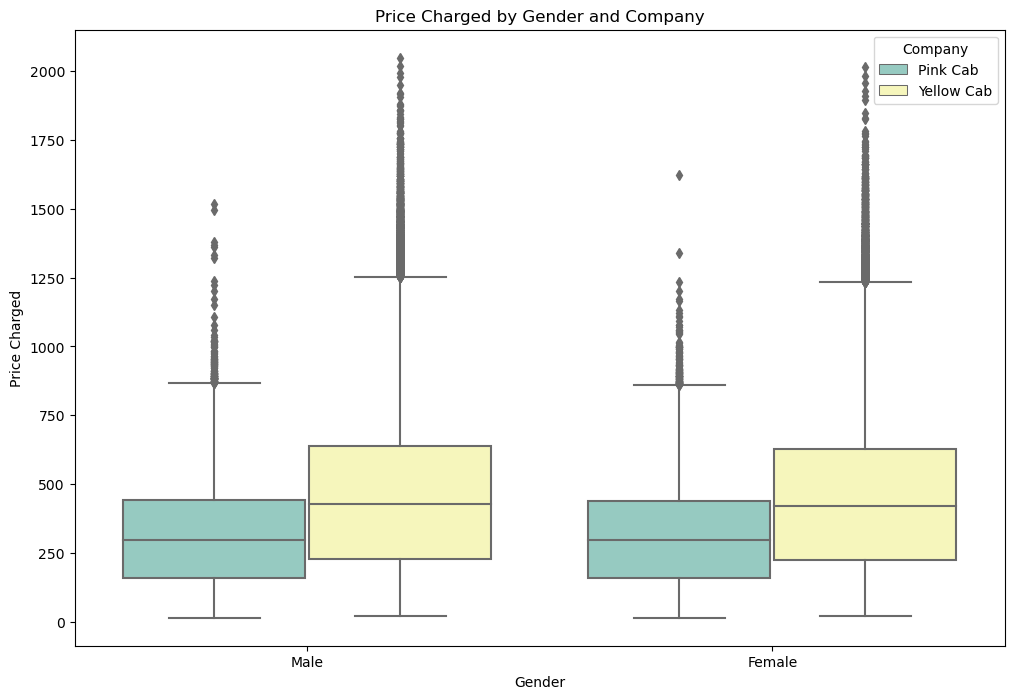 Price Charged by Gender and Company
Company
Pink Cab
Yellow Cab
Price Charged
2000
1750
1500
1250
1000
750
500
250
0
Male
Female
Gender